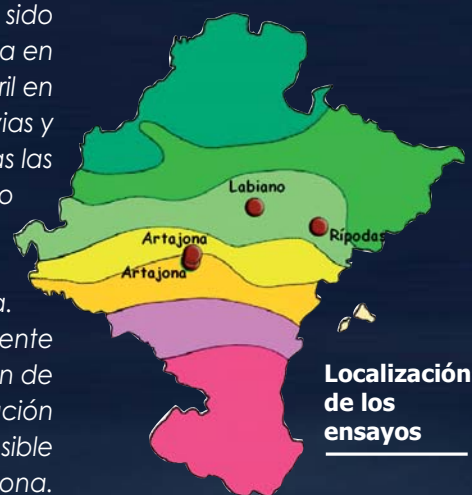 sido
a en
ril en
vias y
as las
o
a.
ente
n de
ación
sible
ona.
Labiano
Rípodas
Artajona
Artajona
Localización
de los
ensayos